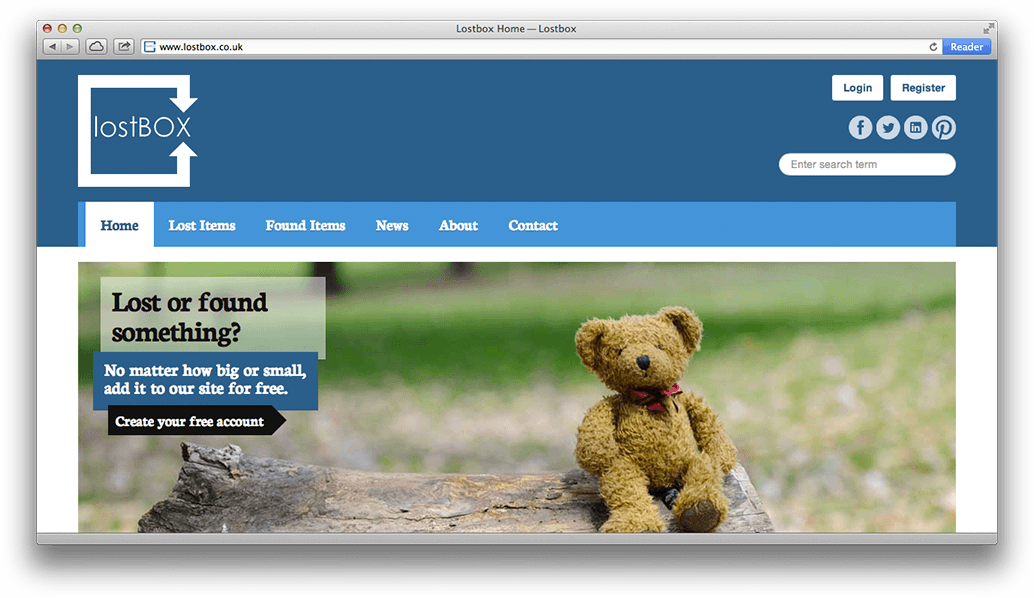 Lostbox Home — Lostbox
www.lostbox.co.uk
Reader
Login
Register
lostBOX
Enter search term
Home
Lost Items
Found Items
News
About
Contact
Lost or found
something?
No matter how big or small,
add it to our site for free.
Create your free account